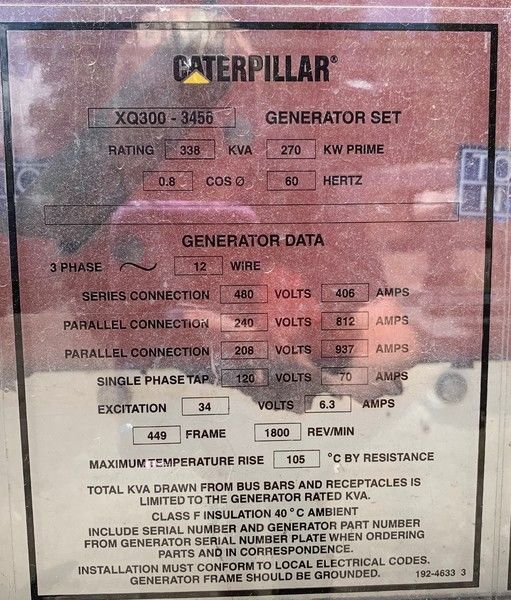 CATERPILLAR®
XQ300 - 3456 GENERATOR SET
RATING 338 KVA 270 KW PRIME
0.8 COS Ø 60 HERTZ
GENERATOR DATA
3 PHASE 12 WIRE
SERIES CONNECTION 480 VOLTS 406 AMPS
PARALLEL CONNECTION 240 VOLTS 812 AMPS
PARALLEL CONNECTION 208 VOLTS 937 AMPS
SINGLE PHASE TAP 120 VOLTS 70 AMPS
EXCITATION 34 VOLTS 6.3 AMPS
449 FRAME 1800 REV/MIN
MAXIMUM TEMPERATURE RISE 105 °C BY RESISTANCE
TOTAL KVA DRAWN FROM BUS BARS AND RECEPTACLES IS
LIMITED TO THE GENERATOR RATED KVA.
CLASS F INSULATION 40 °C AMBIENT
INCLUDE SERIAL NUMBER AND GENERATOR PART NUMBER
FROM GENERATOR SERIAL NUMBER PLATE WHEN ORDERING
PARTS AND IN CORRESPONDENCE.
INSTALLATION MUST CONFORM TO LOCAL ELECTRICAL CODES.
GENERATOR FRAME SHOULD BE GROUNDED.
192-4633 3